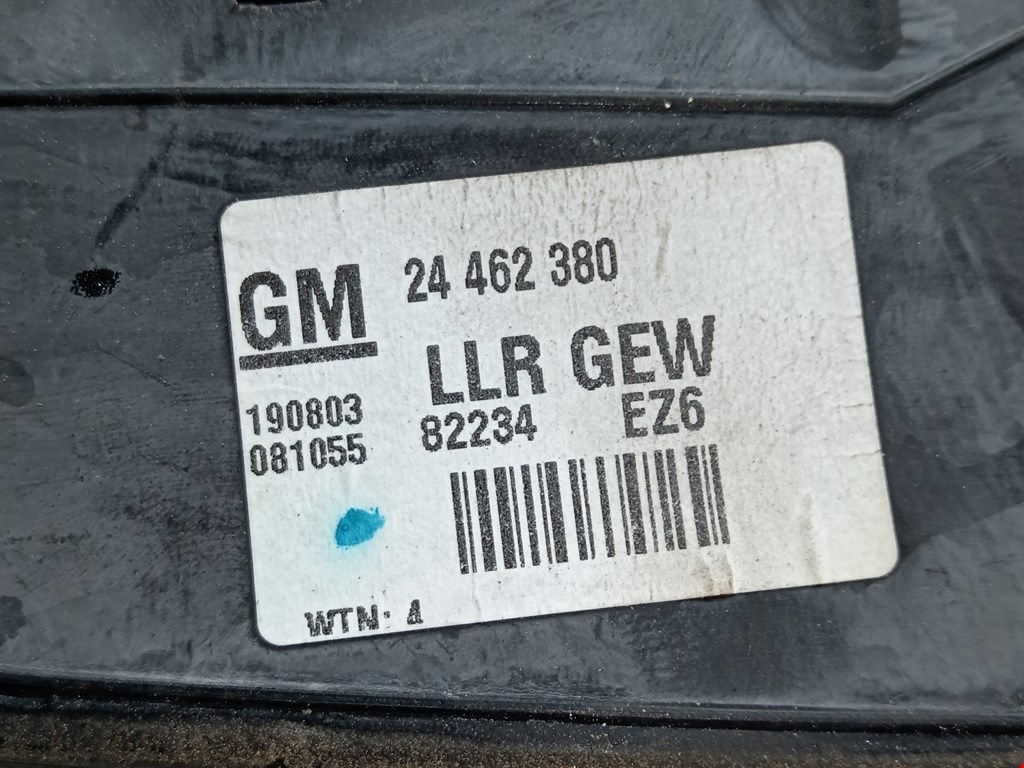 GM 24 462 380
LLR GEW
190803 82234 EZ6
081055
WTN: 4